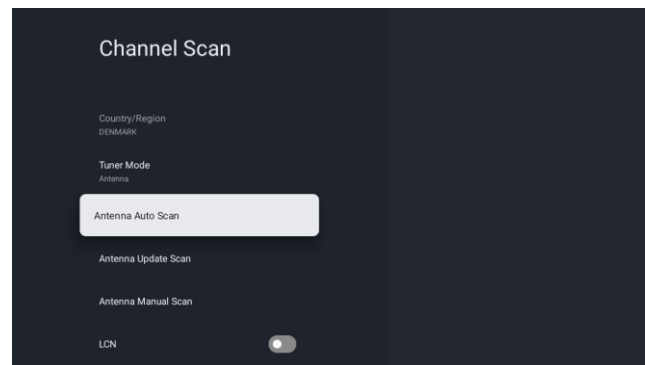 Channel Scan
Country/Region
DENMARK
Tuner Mode
Antenna
Antenna Auto Scan
Antenna Update Scan
Antenna Manual Scan
LCN